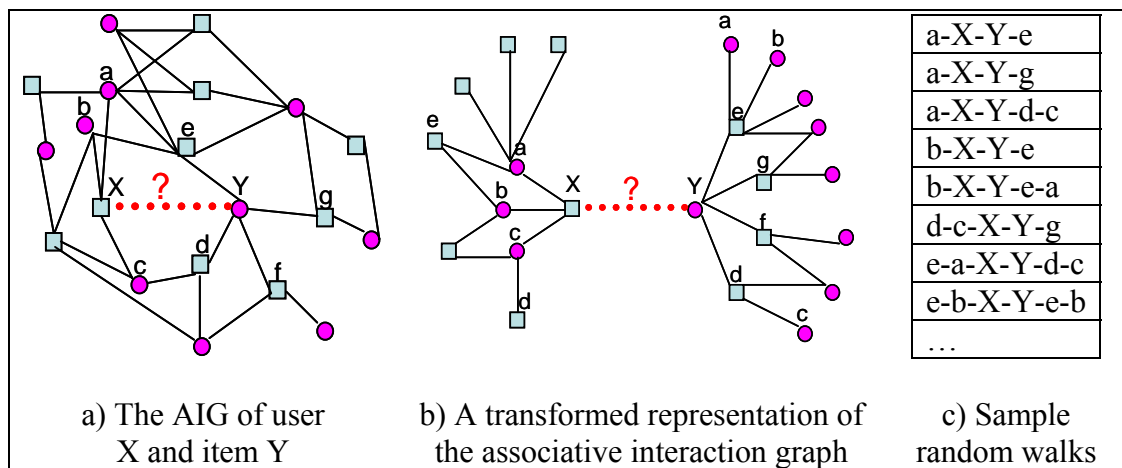 a
b
e
X
?
Y
g
c
d
f
a) The AIG of user
X and item Y
a
b
e
e
a
X
?
Y
g
b
c
f
d
d
c
b) A transformed representation of
the associative interaction graph
a-X-Y-e
a-X-Y-g
a-X-Y-d-c
b-X-Y-e
b-X-Y-e-a
d-c-X-Y-g
e-a-X-Y-d-c
e-b-X-Y-e-b
…
c) Sample
random walks